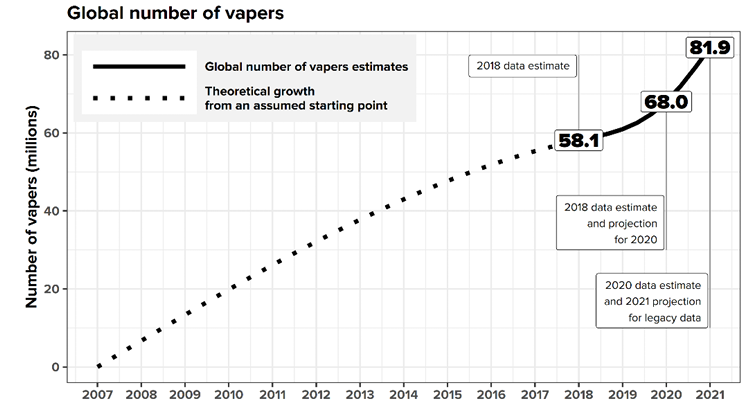 Global number of vapers
Global number of vapers estimates
Theoretical growth
from an assumed starting point
2018 data estimate
81.9
68.0
58.1
2018 data estimate
and projection
for 2020
2020 data estimate
and 2021 projection
for legacy data
Number of vapers (millions)
80
60
40
20
0
2007 2008 2009 2010 2011 2012 2013 2014 2015 2016 2017 2018 2019 2020 2021